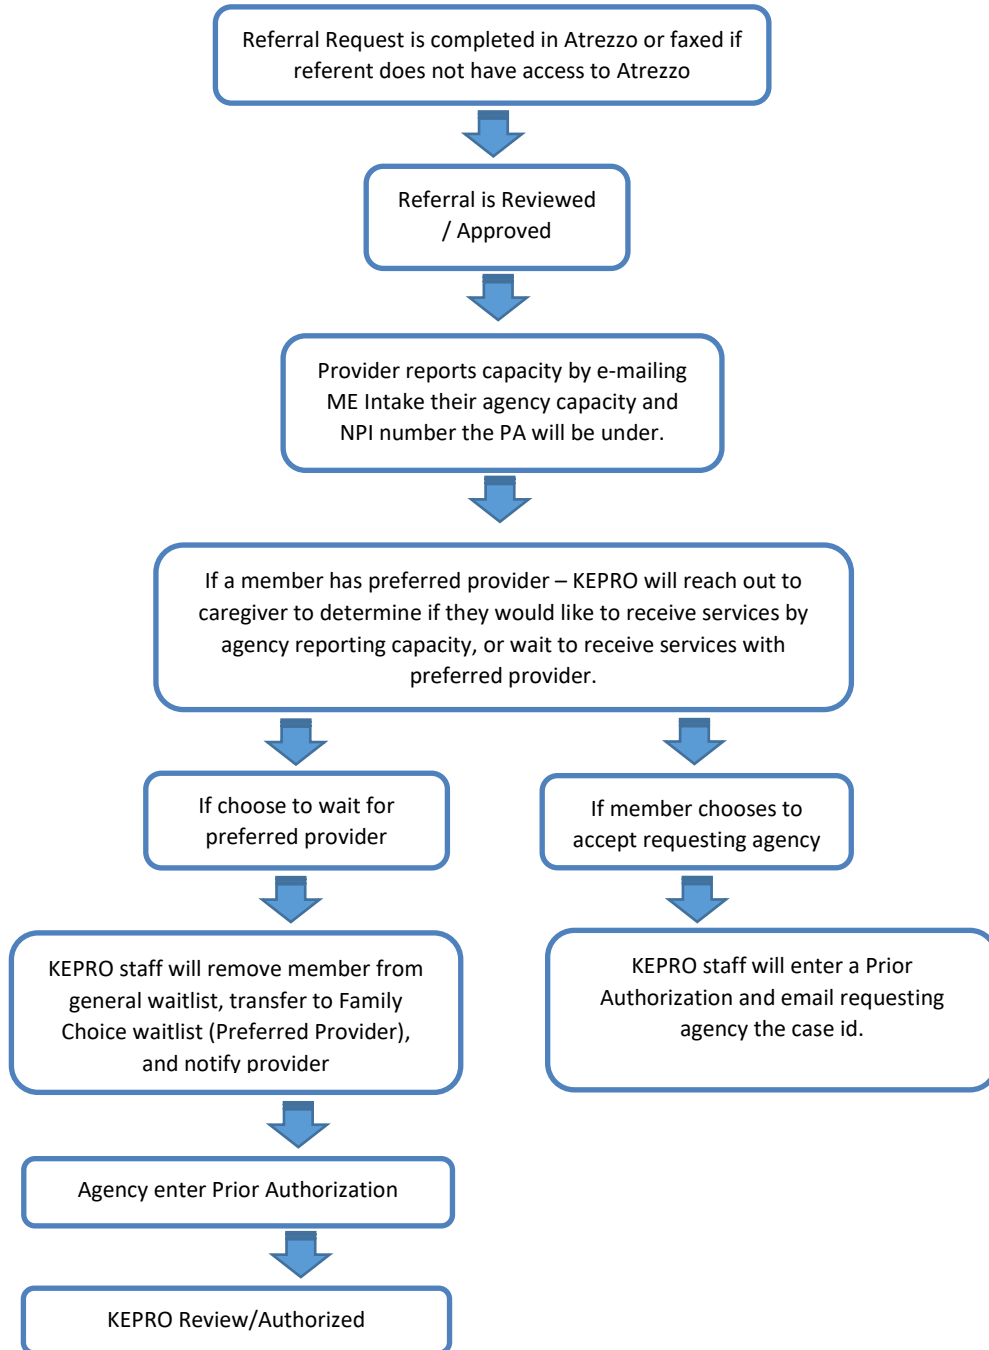 Referral Request is completed in Atrezzo or faxed if
referent does not have access to Atrezzo
Referral is Reviewed
/ Approved
Provider reports capacity by e-mailing
ME Intake their agency capacity and
NPI number the PA will be under.
If a member has preferred provider – KEPRO will reach out to
caregiver to determine if they would like to receive services by
agency reporting capacity, or wait to receive services with
preferred provider.
If choose to wait for
preferred provider
If member chooses to
accept requesting agency
KEPRO staff will remove member from
general waitlist, transfer to Family
Choice waitlist (Preferred Provider),
and notify provider
KEPRO staff will enter a Prior
Authorization and email requesting
agency the case id.
Agency enter Prior Authorization
KEPRO Review/Authorized